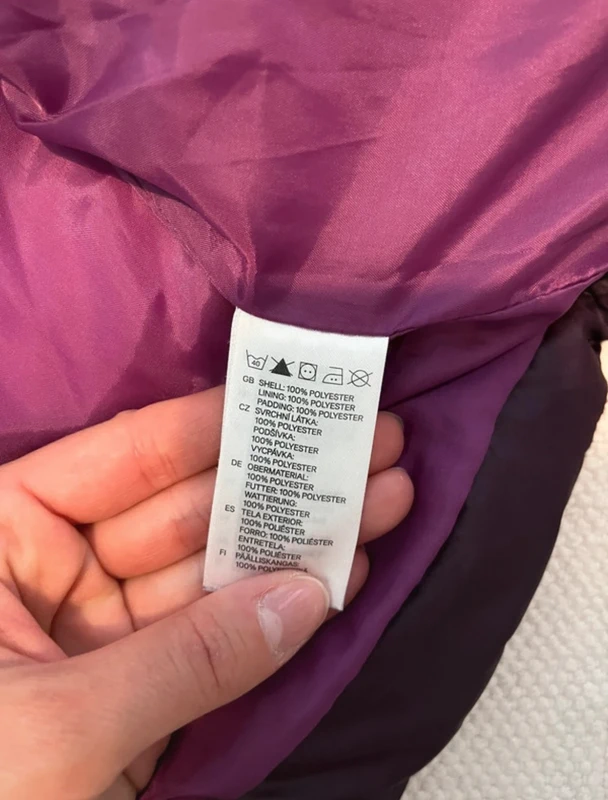 40
GB SHELL: 100% POLYESTER
LINING: 100% POLYESTER
PADDING: 100% POLYESTER
CZ SVRCHNÍ LÁTKA:
100% POLYESTER
PODŠÍVKA:
100% POLYESTER
VYCPÁVKA:
100% POLYESTER
DE OBERMATERIAL:
100% POLYESTER
FUTTER: 100% POLYESTER
WATTIERUNG:
100% POLYESTER
ES TELA EXTERIOR:
100% POLIÉSTER
FORRO: 100% POLIÉSTER
ENTRETELA:
100% POLIÉSTER
FI PÄÄLLISKANGAS:
100%